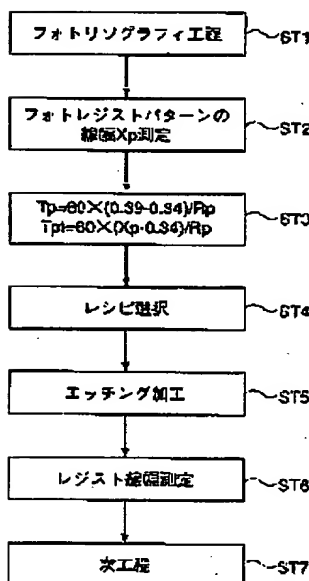 フォトリソグラフィ工程
ST1
フォトレジストパターンの
線幅Xp測定
ST2
Tp=60×(0.39-0.34)/Rp
Tp1=60×(Xp-0.34)/Rp
ST3
レシピ選択
ST4
エッチング加工
ST5
レジスト線幅測定
ST6
次工程
ST7